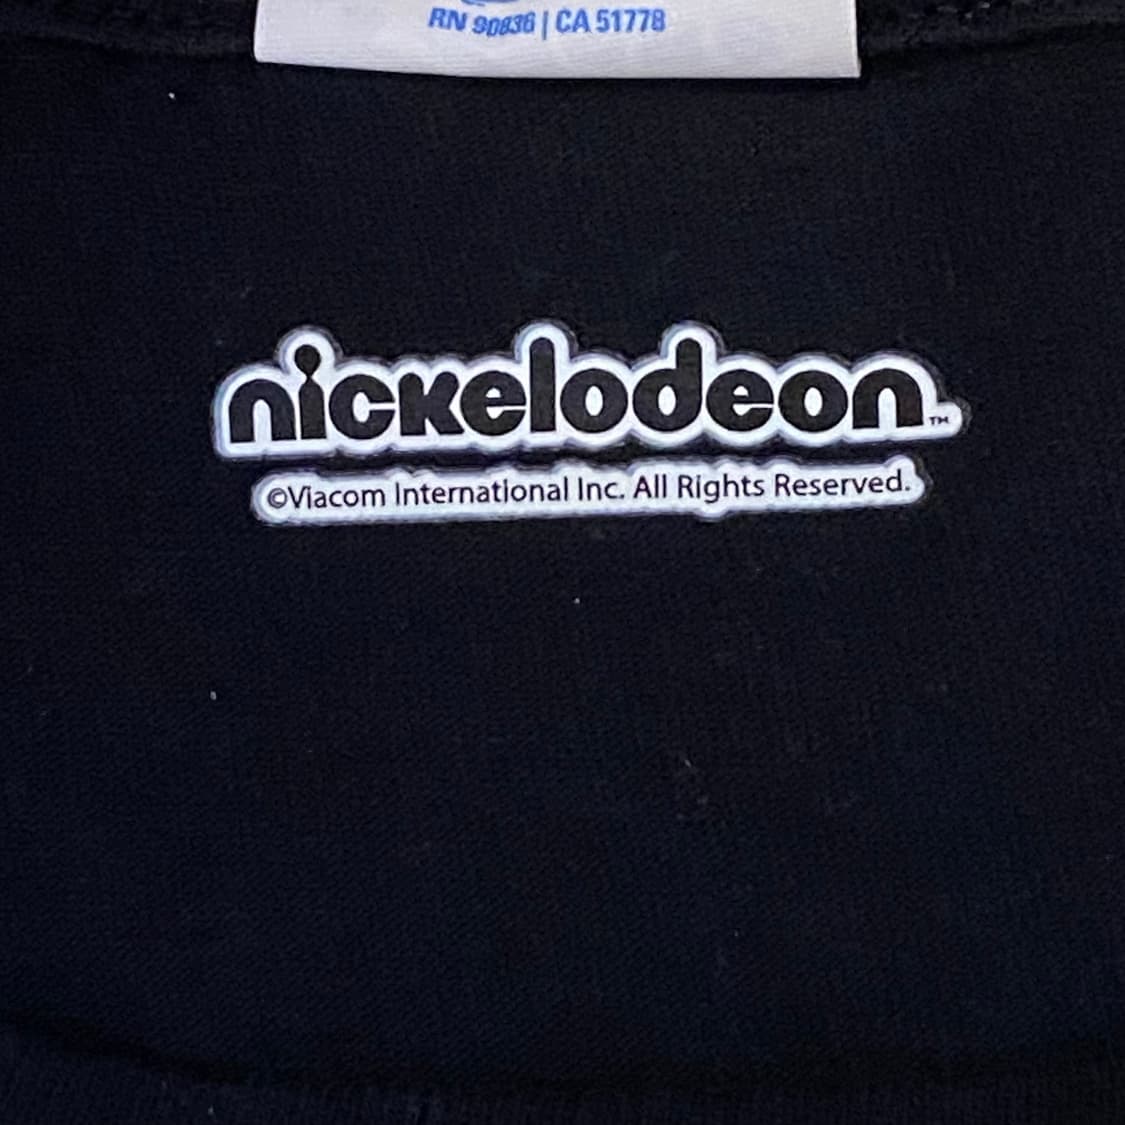 RN 90836 | CA 51778
nickelodeon™
©Viacom International Inc. All Rights Reserved.